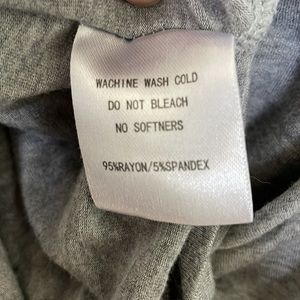 WACHINE WASH COLD
DO NOT BLEACH
NO SOFTNERS
95%RAYON/5%SPANDEX